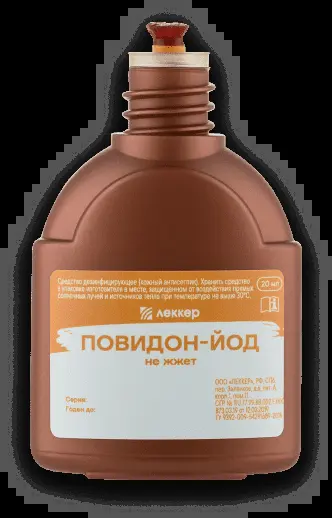 Средство дезинфицирующее (кожный антисептик). Хранить средство
в упаковке изготовителя в месте, защищенном от воздействия прямых
солнечных лучей и источников тепла при температуре не выше 30°С.
20 мл
леккер
ПОВИДОН-ЙОД
не жжет
Серия:
Годен до:
ООО «ЛЕККЕР», РФ, СПб,